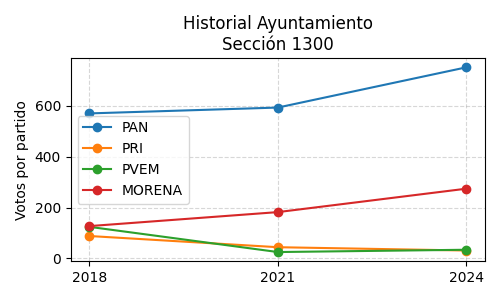 Historial Ayuntamiento
Sección 1300
Votos por partido
600
400
200
0
PAN
PRI
PVEM
MORENA
2018
2021
2024